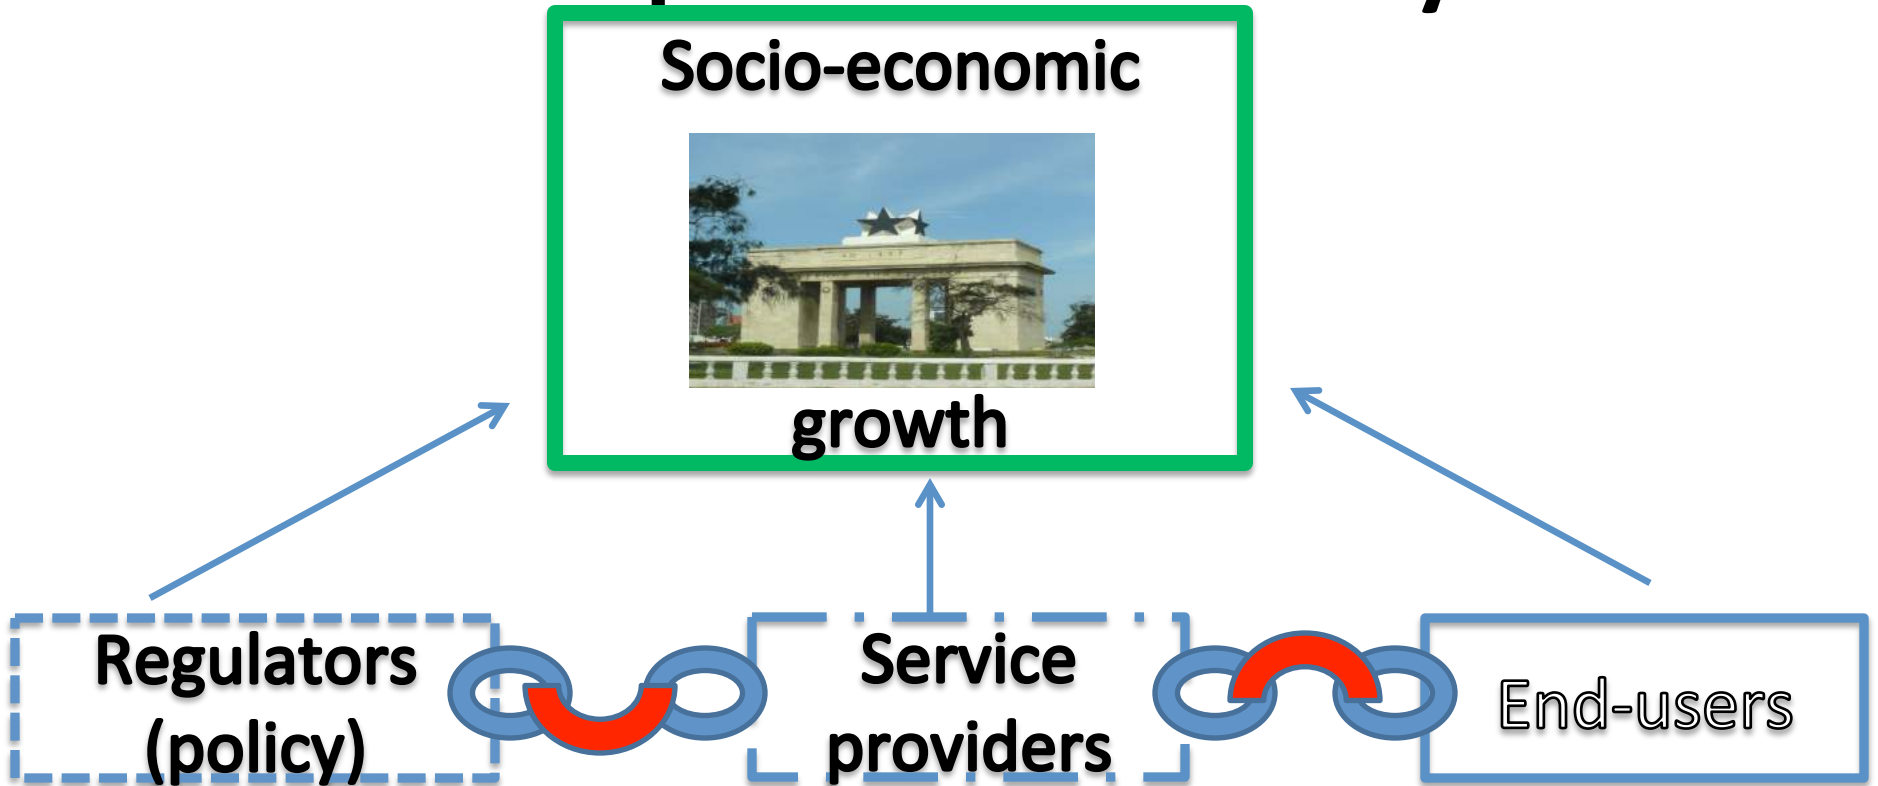 Socio-economic
growth
Regulators
(policy)
Service
providers
End-users